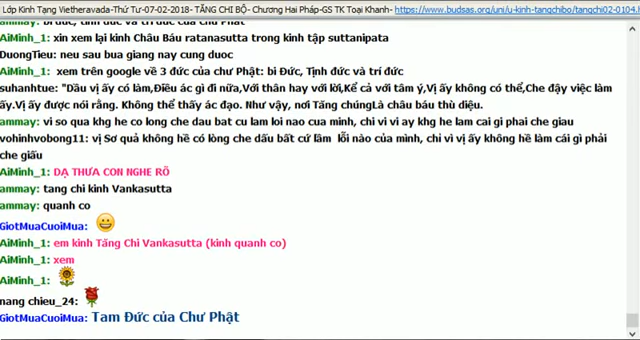 Lớp Kinh Tạng Vietheravada-Thứ Tư-07-02-2018- TĂNG CHI BỘ- Chương Hai Pháp-GS TK Toại Khanh- https://www.budsas.org/uni/u-kinh-tangchibo/tangchi02-0104.h
AiMinh_1: xin xem lại kinh Châu Báu ratanasutta trong kinh tập suttanipata
DuongTieu: neu sau bua giang nay cung duoc
AiMinh_1: xem trên google về 3 đức của chư Phật: bi Đức, Tịnh đức và trí đức
suhanhtue: "Dầu vị ấy có làm,Điều ác gì đi nữa,Với thân hay với lời,Kể cả với tâm ý,Vị ấy không có thể,Che đậy việc làm
ấy.Vị ấy được nói rằng. Không thể thấy ác đạo. Như vậy, nơi Tăng chúngLà châu báu thù diệu.
ammay: vi so qua khg he co long che dau bat cu lam loi nao cua minh, chi vi vi ay khg he lam cai gi phai che giau
vohinhvobong11: vị Sơ quả không hề có lòng che dấu bất cứ lâm lỗi nào của mình, chỉ vì vị ấy không hề làm cái gì phải
che giấu
AiMinh_1: DẠ THƯA CON NGHE RÕ
ammay: tang chi kinh Vankasutta
ammay: quanh co
GiotMuaCuoiMua:
AiMinh_1: em kinh Tăng Chi Vankasutta (kinh quanh co)
AiMinh_1: xem
AiMinh_1:
nang chieu_24:
GiotMuaCuoiMua: Tam Đức của Chư Phật